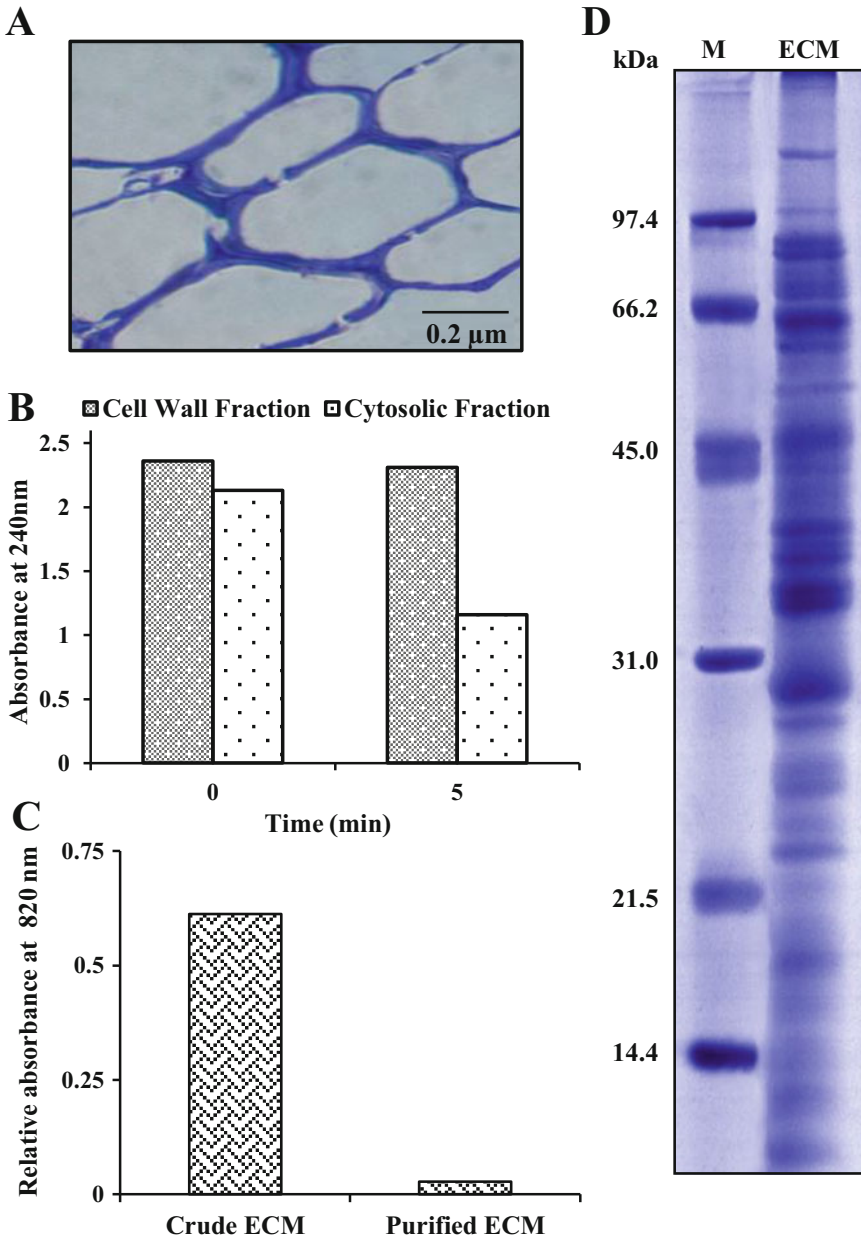 A
0.2 µm
B
Cell Wall Fraction Cytosolic Fraction
Absorbance at 240nm
2.5
2
1.5
1
0.5
0
0 5
Time (min)
C
Relative absorbance at 820 nm
0.75
0.5
0.25
0
Crude ECM Purified ECM
D
kDa M ECM
97.4
66.2
45.0
31.0
21.5
14.4